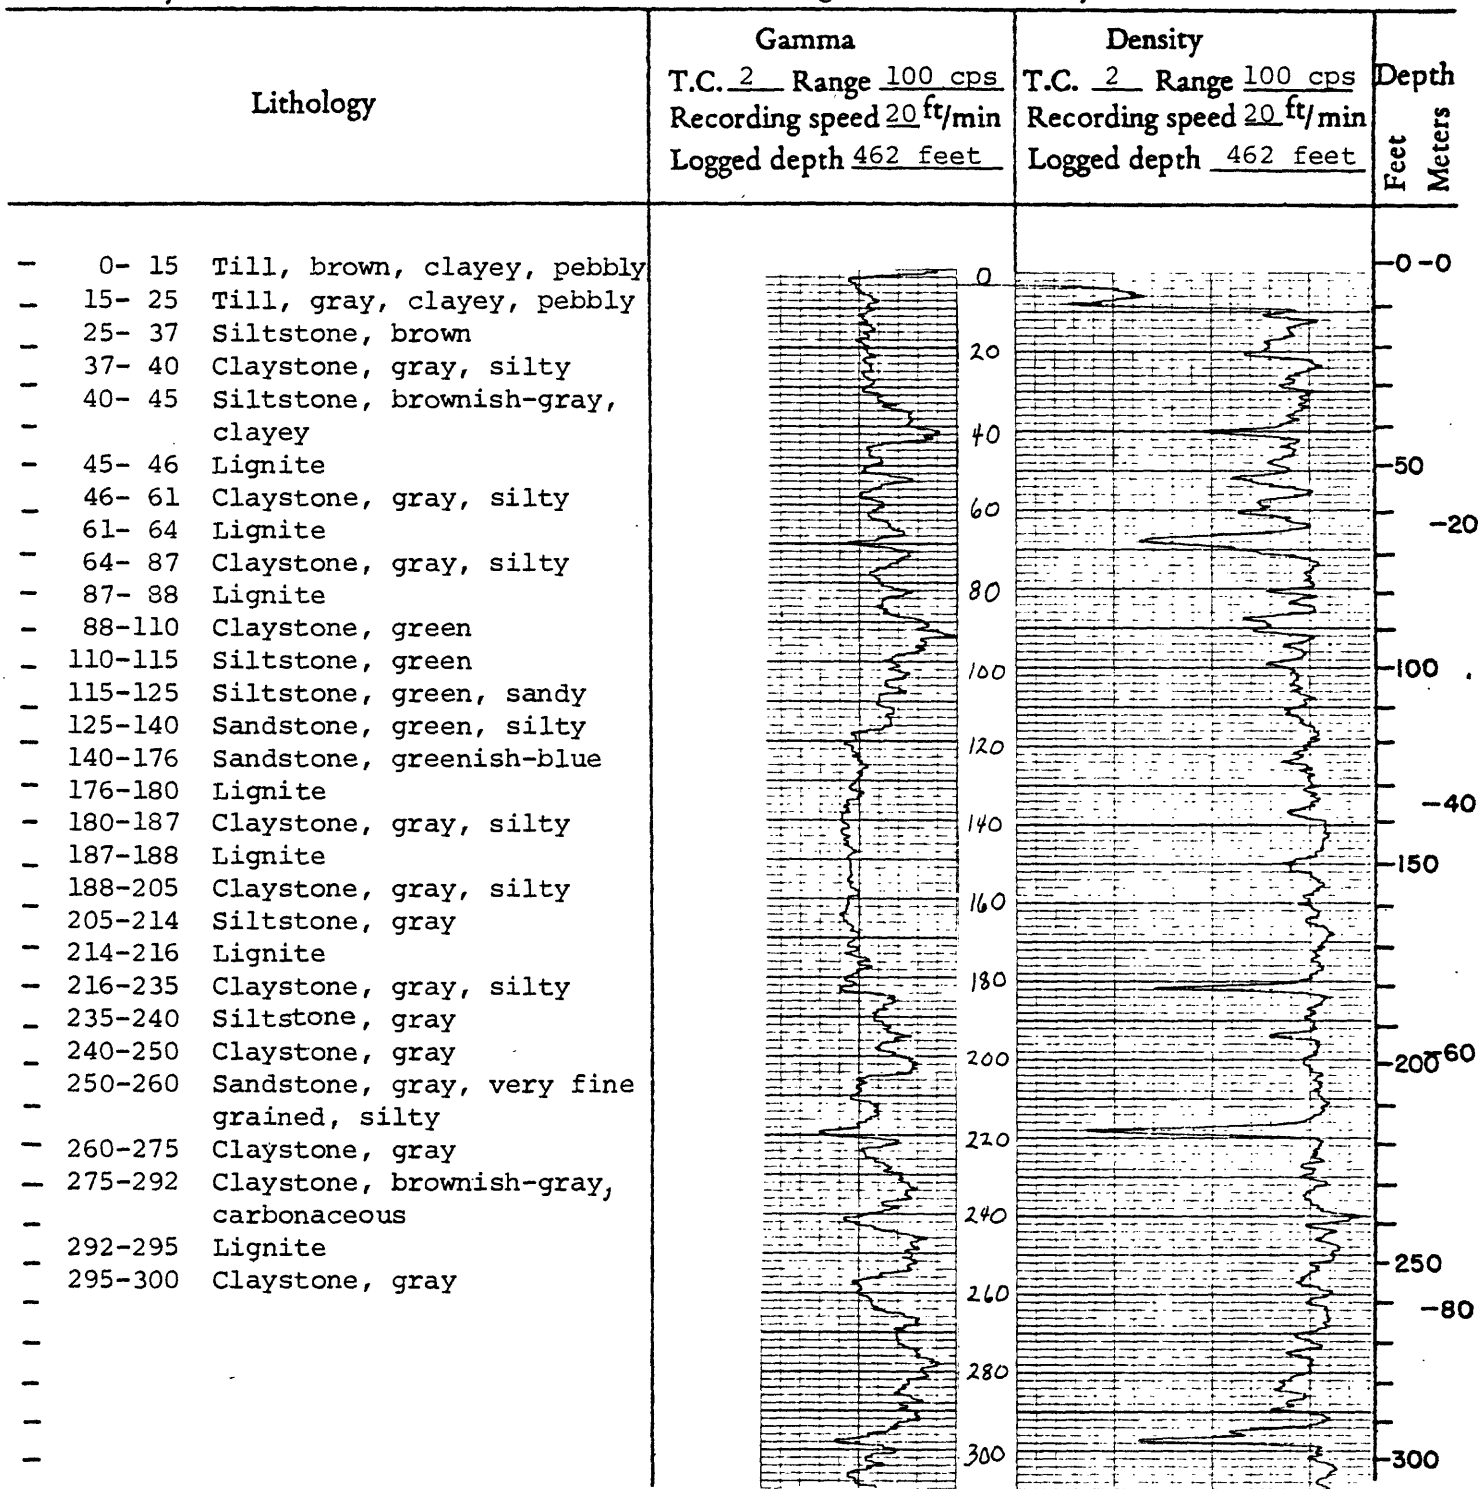 Lithology
Gamma
T.C. 2 Range 100 cps
Recording speed 20 ft/min
Logged depth 462 feet
Density
T.C. 2 Range 100 cps
Recording speed 20 ft/min
Logged depth 462 feet
Depth
Feet
Meters
0- 15 Till, brown, clayey, pebbly
15- 25 Till, gray, clayey, pebbly
25- 37 Siltstone, brown
37- 40 Claystone, gray, silty
40- 45 Siltstone, brownish-gray,
clayey
45- 46 Lignite
46- 61 Claystone, gray, silty
61- 64 Lignite
64- 87 Claystone, gray, silty
87- 88 Lignite
88-110 Claystone, green
110-115 Siltstone, green
115-125 Siltstone, green, sandy
125-140 Sandstone, green, silty
140-176 Sandstone, greenish-blue
176-180 Lignite
180-187 Claystone, gray, silty
187-188 Lignite
188-205 Claystone, gray, silty
205-214 Siltstone, gray
214-216 Lignite
216-235 Claystone, gray, silty
235-240 Siltstone, gray
240-250 Claystone, gray
250-260 Sandstone, gray, very fine
grained, silty
260-275 Claystone, gray
275-292 Claystone, brownish-gray,
carbonaceous
292-295 Lignite
295-300 Claystone, gray
0
20
40
60
80
100
120
140
160
180
200
220
240
260
280
300
0 -0
50
-20
100
-40
150
200 -60
250
-80
300